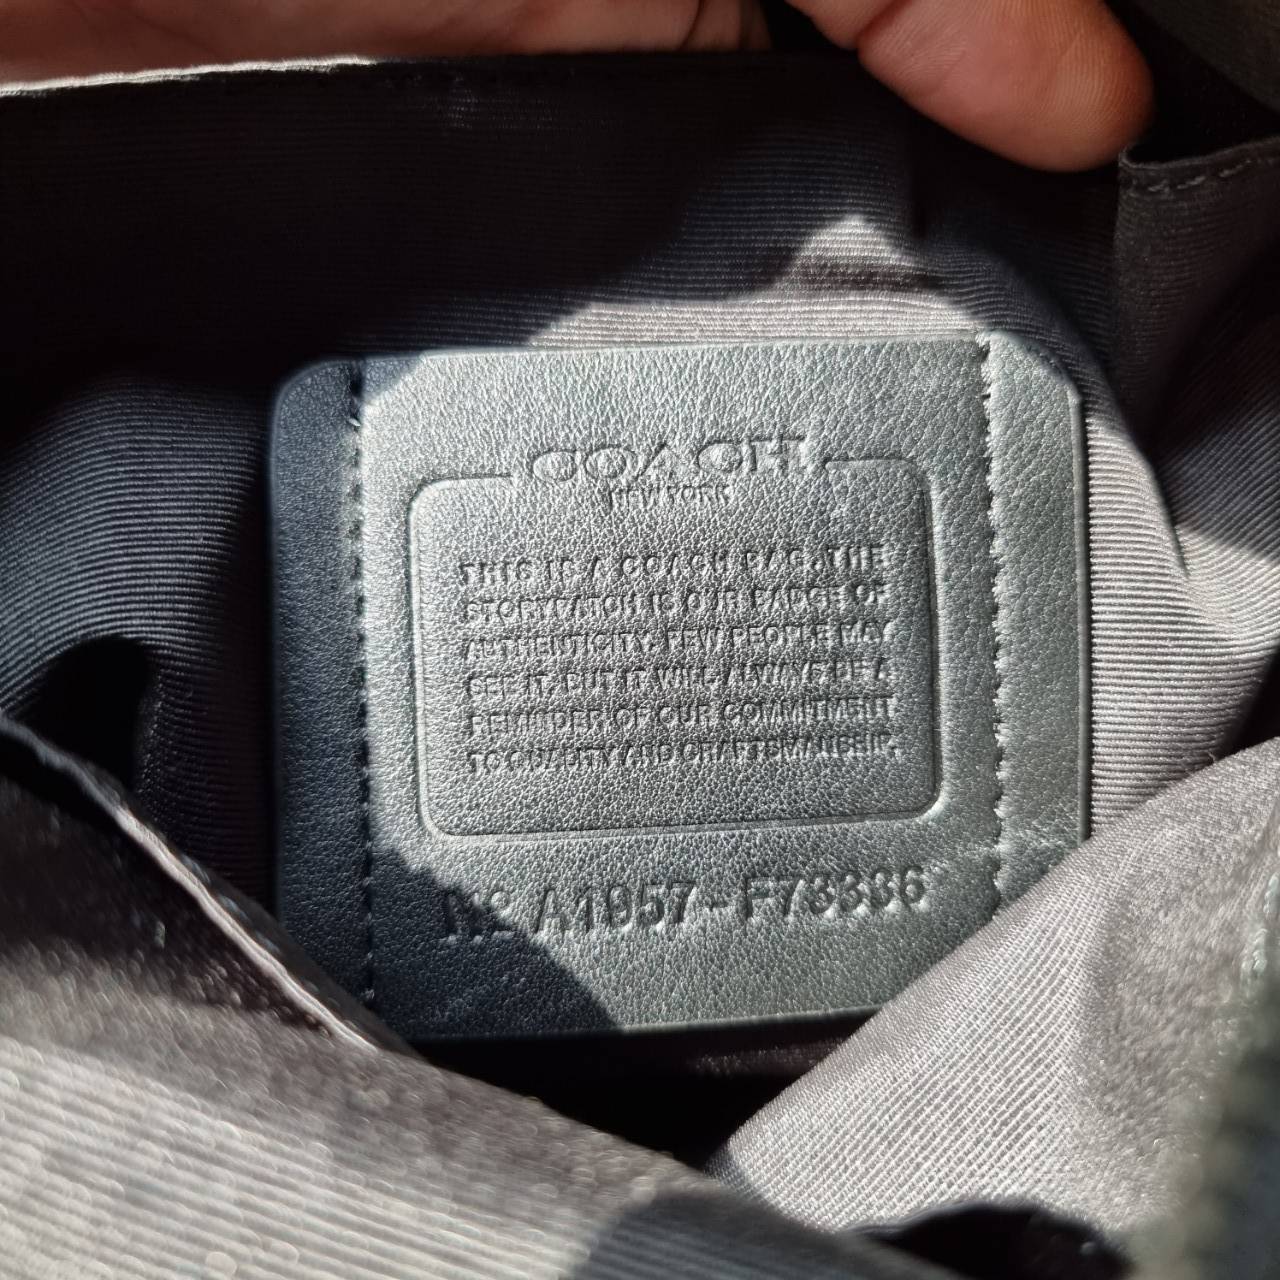 COACH
NEW YORK
THIS IS A COACH BAG. THE
STORYPATCH IS OUR BADGE OF
AUTHENTICITY. FEW PEOPLE MAY
SEE IT, BUT IT WILL ALWAYS BE A
REMINDER OF OUR COMMITMENT
TO QUALITY AND CRAFTSMANSHIP.
A1957-F73336